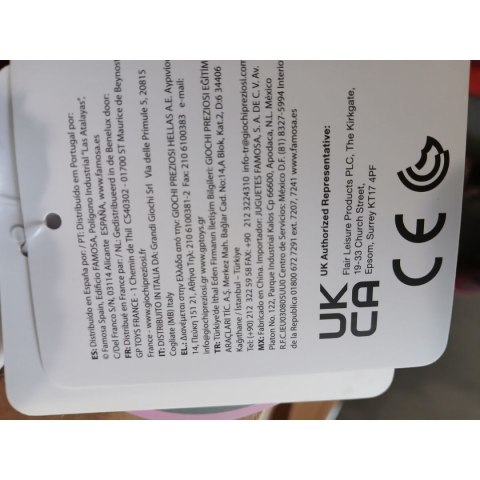 ES: Distribuido en España por: / PT: Distribuido em Portugal por:
© Famosa Spain, Edificio FAMOSA, Polígono Industrial "Las Atalayas",
C/Del Franco S/N, 03114 Alicante ESPAÑA, www.famosa.es
FR: Distribué en France par: / NL: Gedistribueerd in de Benelux door:
GP TOYS FRANCE - 1 Chemin de Thil CS40302 - 01700 ST Maurice de Beynost
France - www.giochipreziosi.fr
IT: DISTRIBUITO IN ITALIA DA: Grandi Giochi Srl Via delle Primule 5, 20815
Cogliate (MB) Italy
EL: Διανέμεται στην Ελλάδα από την: GIOCHI PREZIOSI HELLAS A.E.
14, 151 21, Αθήνα Τηλ: 210 6100381-2 Fax: 210 6100383 e-mail:
info@giochipreziosi.gr www.gptoys.gr
TR: Türkiye'de İthal Eden Firmanın İletişim Bilgileri: GIOCHI PREZIOSI EĞİTİM
ARAÇLARI TİC. A.Ş. Merkez Mah. Bağlar Cad. No:14,A Blok, Kat.2, D:6 34406
Kağıthane / İstanbul - Türkiye
Tel: (+90) 212 322 59 58 FAX: +90 212 3224310 info-tr@giochipreziosi.com
MX: Fabricado en China. Importador: JUGUETES FAMOSA, S. A. DE C. V. Av.
Platon No. 122, Parque Industrial Kalos Cp 66600, Apodaca, N.L. México
R.F.C. Centro de Servicios: México D.F. (81) 8327-5994 Interior
de la Republica 01800 672 7291 ext. 7207, 7241 www.famosa.es
UK Authorized Representative:
Flair Leisure Products PLC, The Kirkgate,
19-33 Church Street,
Epsom, Surrey KT17 4PF
UK
CA
CE